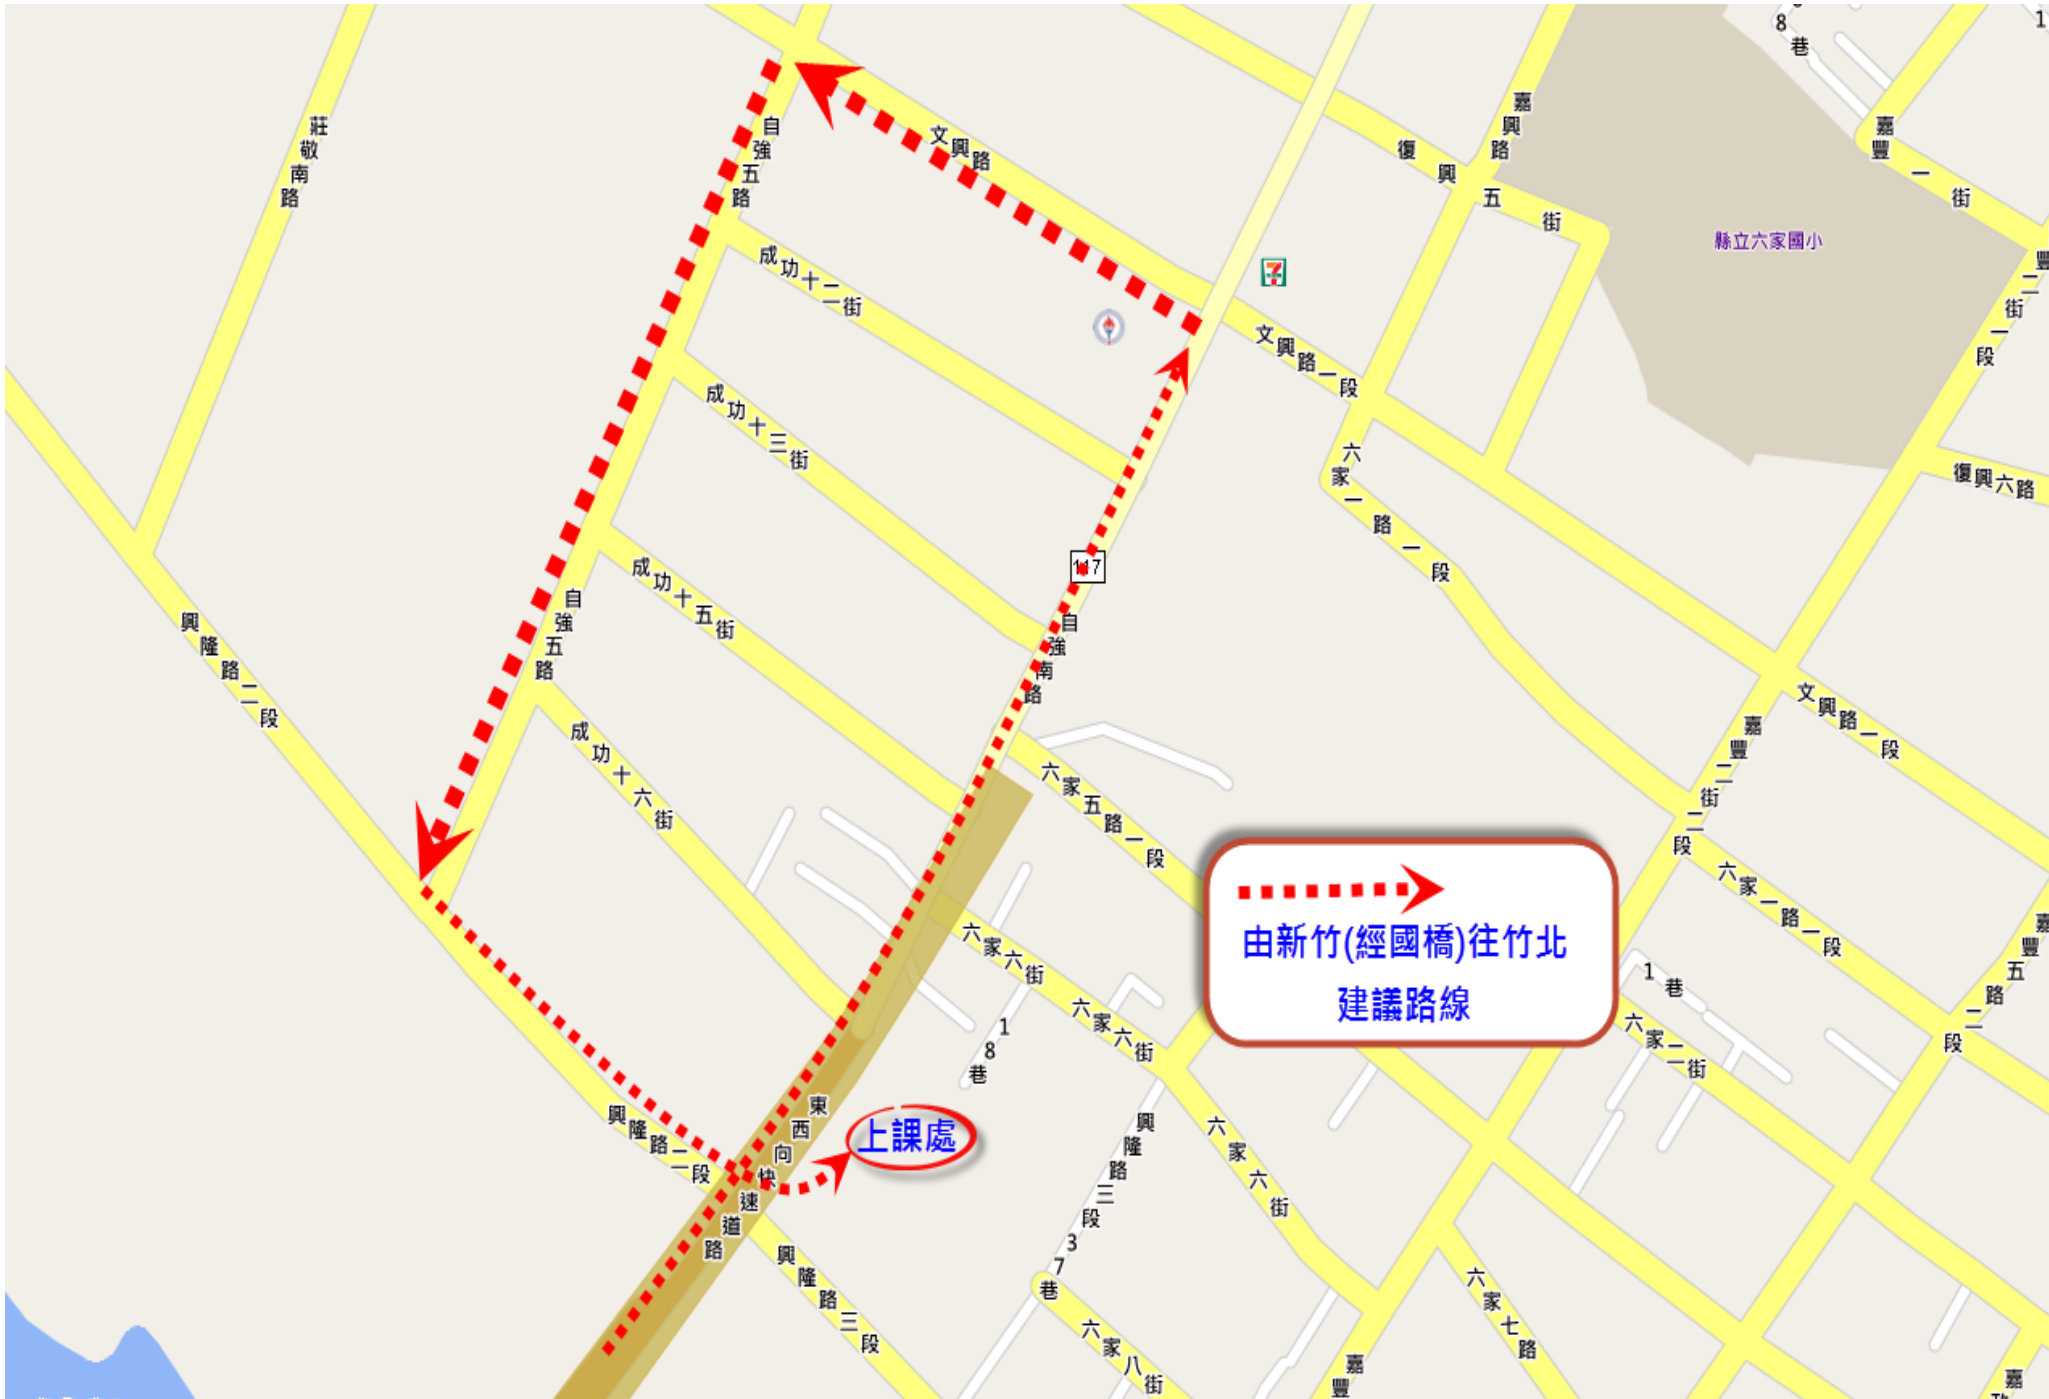 8巷
1
莊敬南路
自強五路
文興路
嘉興路
復興五街
嘉豐一街
縣立六家國小
豐二街一段
成功十二街
7
文興路一段
成功十三街
六家一路一段
復興六路
117
成功十五街
自強五路
自強南路
興隆路二段
文興路一段
嘉豐二街二段
成功十六街
六家五路一段
六家一路一段
嘉豐五路二段
六家六街
由新竹(經國橋)往竹北
建議路線
1巷
18巷
六家六街
六家二街
東西向快速道路
上課處
興隆路二段
興隆路三段37巷
六家六街
興隆路三段
六家七路
六家八街
嘉豐
嘉